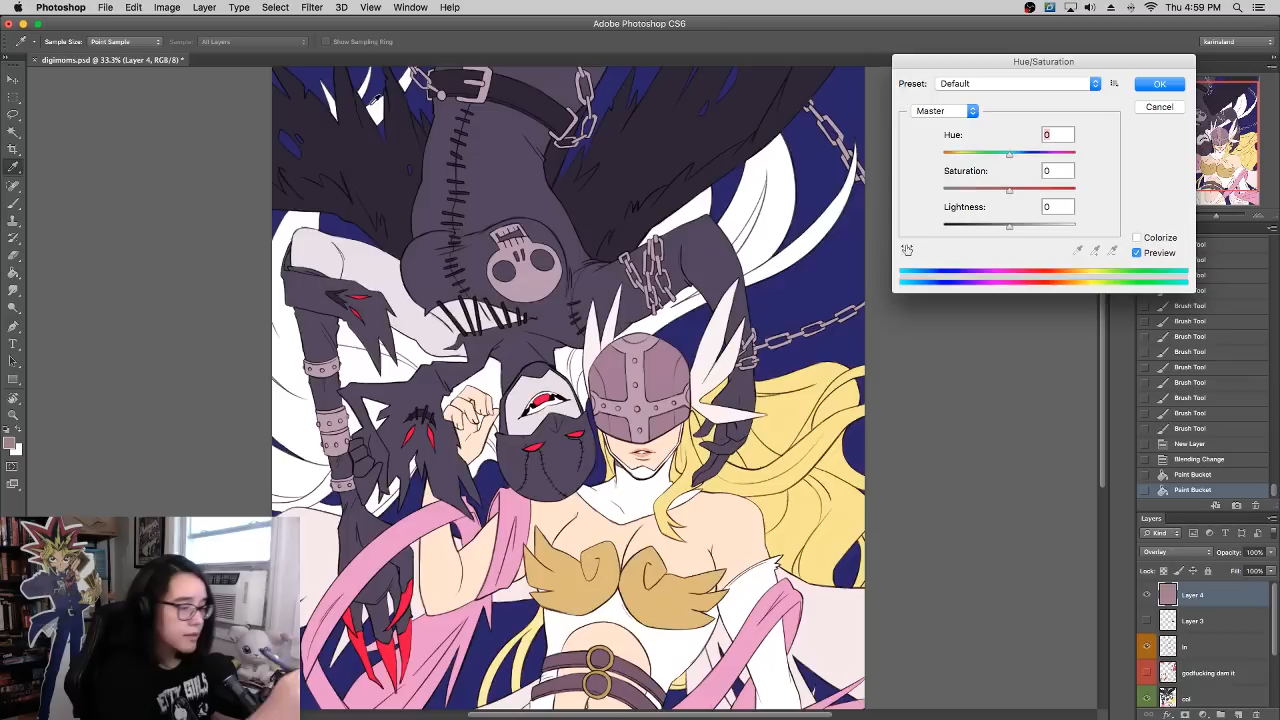 Photoshop File Edit Image Layer Type Select Filter 3D View Window Help Thu 4:59 PM
Adobe Photoshop CS6
Sample Size: Point Sample Sample: All Layers Show Sampling Ring karinsland
digimoms.psd @ 33.3% (Layer 4, RGB/8) *
Hue/Saturation
Preset: Default OK
Master Cancel
Hue: 0
Saturation: 0
Lightness: 0
Colorize
Preview
Brush Tool
Brush Tool
Brush Tool
Brush Tool
Brush Tool
Brush Tool
Brush Tool
Brush Tool
Brush Tool
New Layer
Blending Change
Paint Bucket
Paint Bucket
Layers
Kind
Overlay Opacity: 100%
Lock: Fill: 100%
Layer 4
Layer 3
ln
godfucking dam it
col